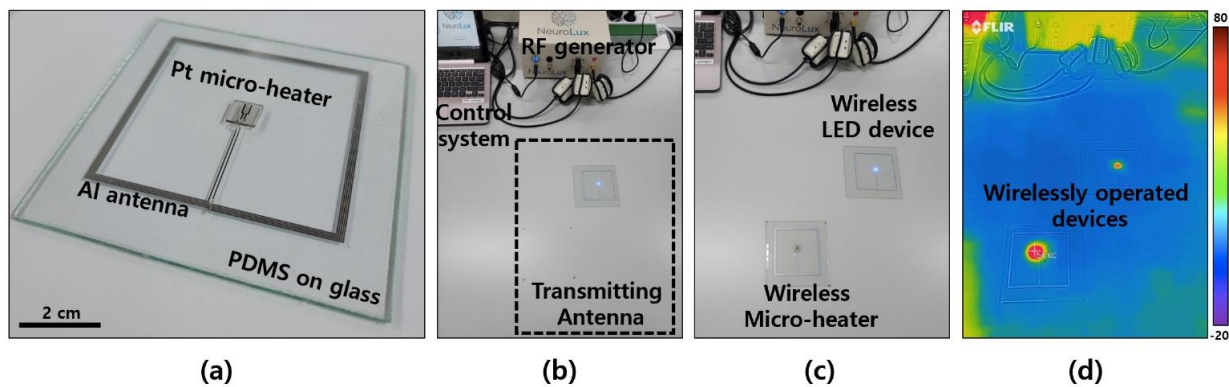 Pt micro-heater
Al antenna
PDMS on glass
2 cm
(a)
NeuroLux
RF generator
NeuroLux
Control
system
Transmitting
Antenna
(b)
NeuroLux
Wireless
LED device
Wireless
Micro-heater
(c)
FLIR
80
Wirelessly operated
devices
-20
(d)